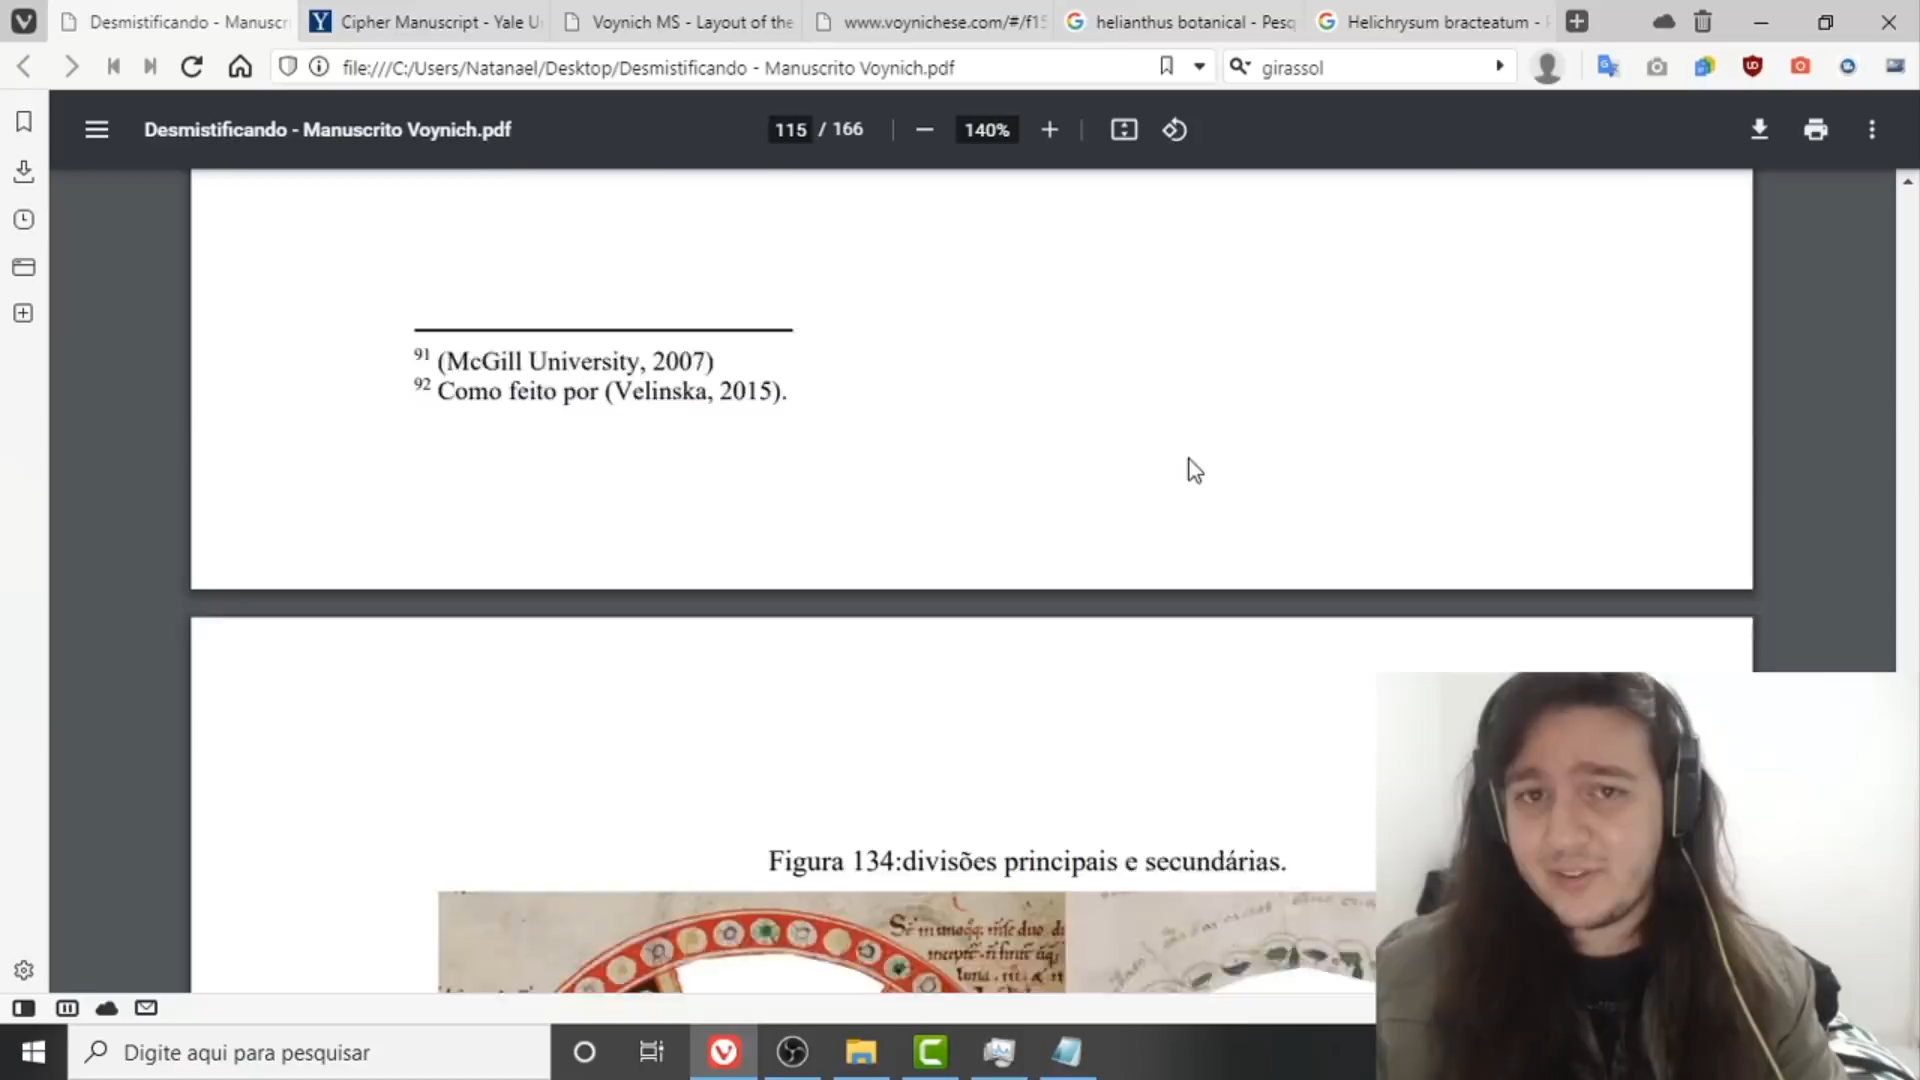 Desmistificando - Manuscri
Cipher Manuscript - Yale U
Voynich MS - Layout of the
www.voynichese.com/#/f15
helianthus botanical - Pesq
Helichrysum bracteatum -
file:///C:/Users/Natanael/Desktop/Desmistificando - Manuscrito Voynich.pdf
girassol
Desmistificando - Manuscrito Voynich.pdf
115 / 166
140%
91 (McGill University, 2007)
92 Como feito por (Velinska, 2015).
Figura 134:divisões principais e secundárias.
Digite aqui para pesquisar